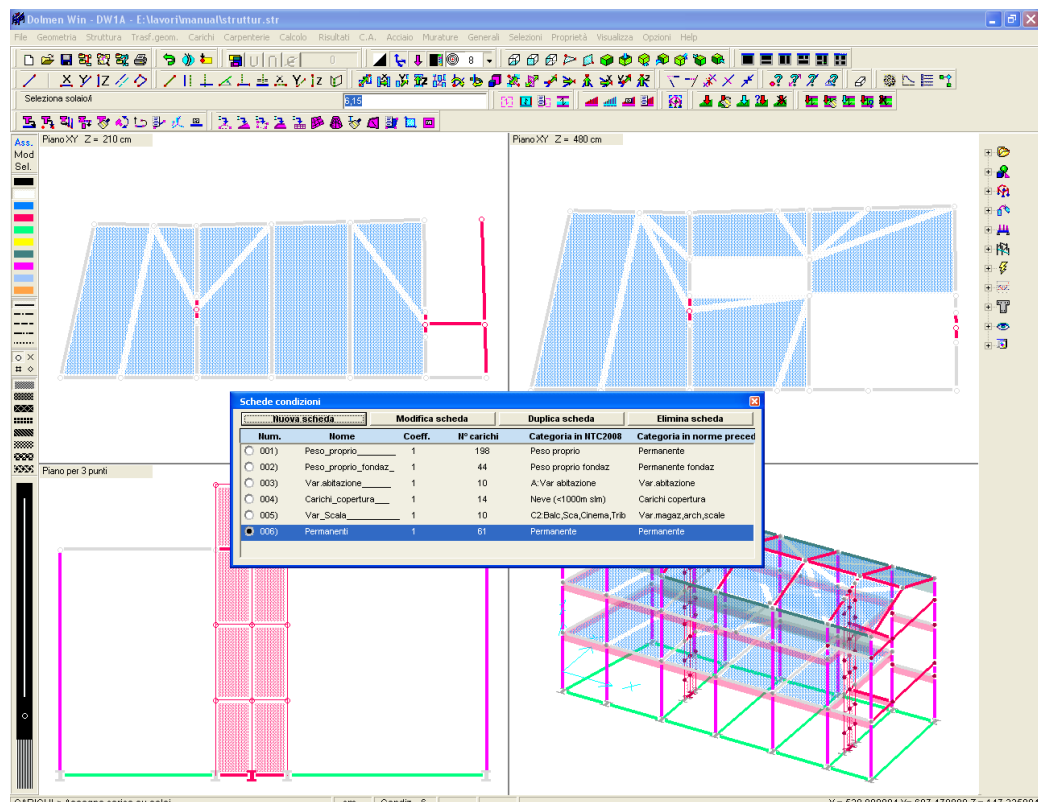 Dolmen Win - DW1A - E:\lavori\manual\struttur.str
File Geometria Struttura Trasf.geom. Carichi Carpenterie Calcolo Risultati C.A. Acciaio Murature Generali Selezioni Proprietà Visualizza Opzioni Help
0 8
Seleziona solaio/i 6,15
Ass. Piano XY Z = 210 cm Piano XY Z = 480 cm
Mod
Sel.
Schede condizioni
Nuova scheda Modifica scheda Duplica scheda Elimina scheda
Num. Nome Coeff. N° carichi Categoria in NTC2008 Categoria in norme preced
001) Peso_proprio________ 1 198 Peso proprio Permanente
002) Peso_proprio_fondaz_ 1 44 Peso proprio fondaz Permanente fondaz
003) Var.abitazione______ 1 10 A:Var abitazione Var.abitazione
004) Carichi_copertura___ 1 14 Neve (<1000m slm) Carichi copertura
005) Var_Scala___________ 1 10 C2:Balc,Sca,Cinema,Trib Var.magaz,arch,scale
006) Permanenti 1 61 Permanente Permanente
Piano per 3 punti